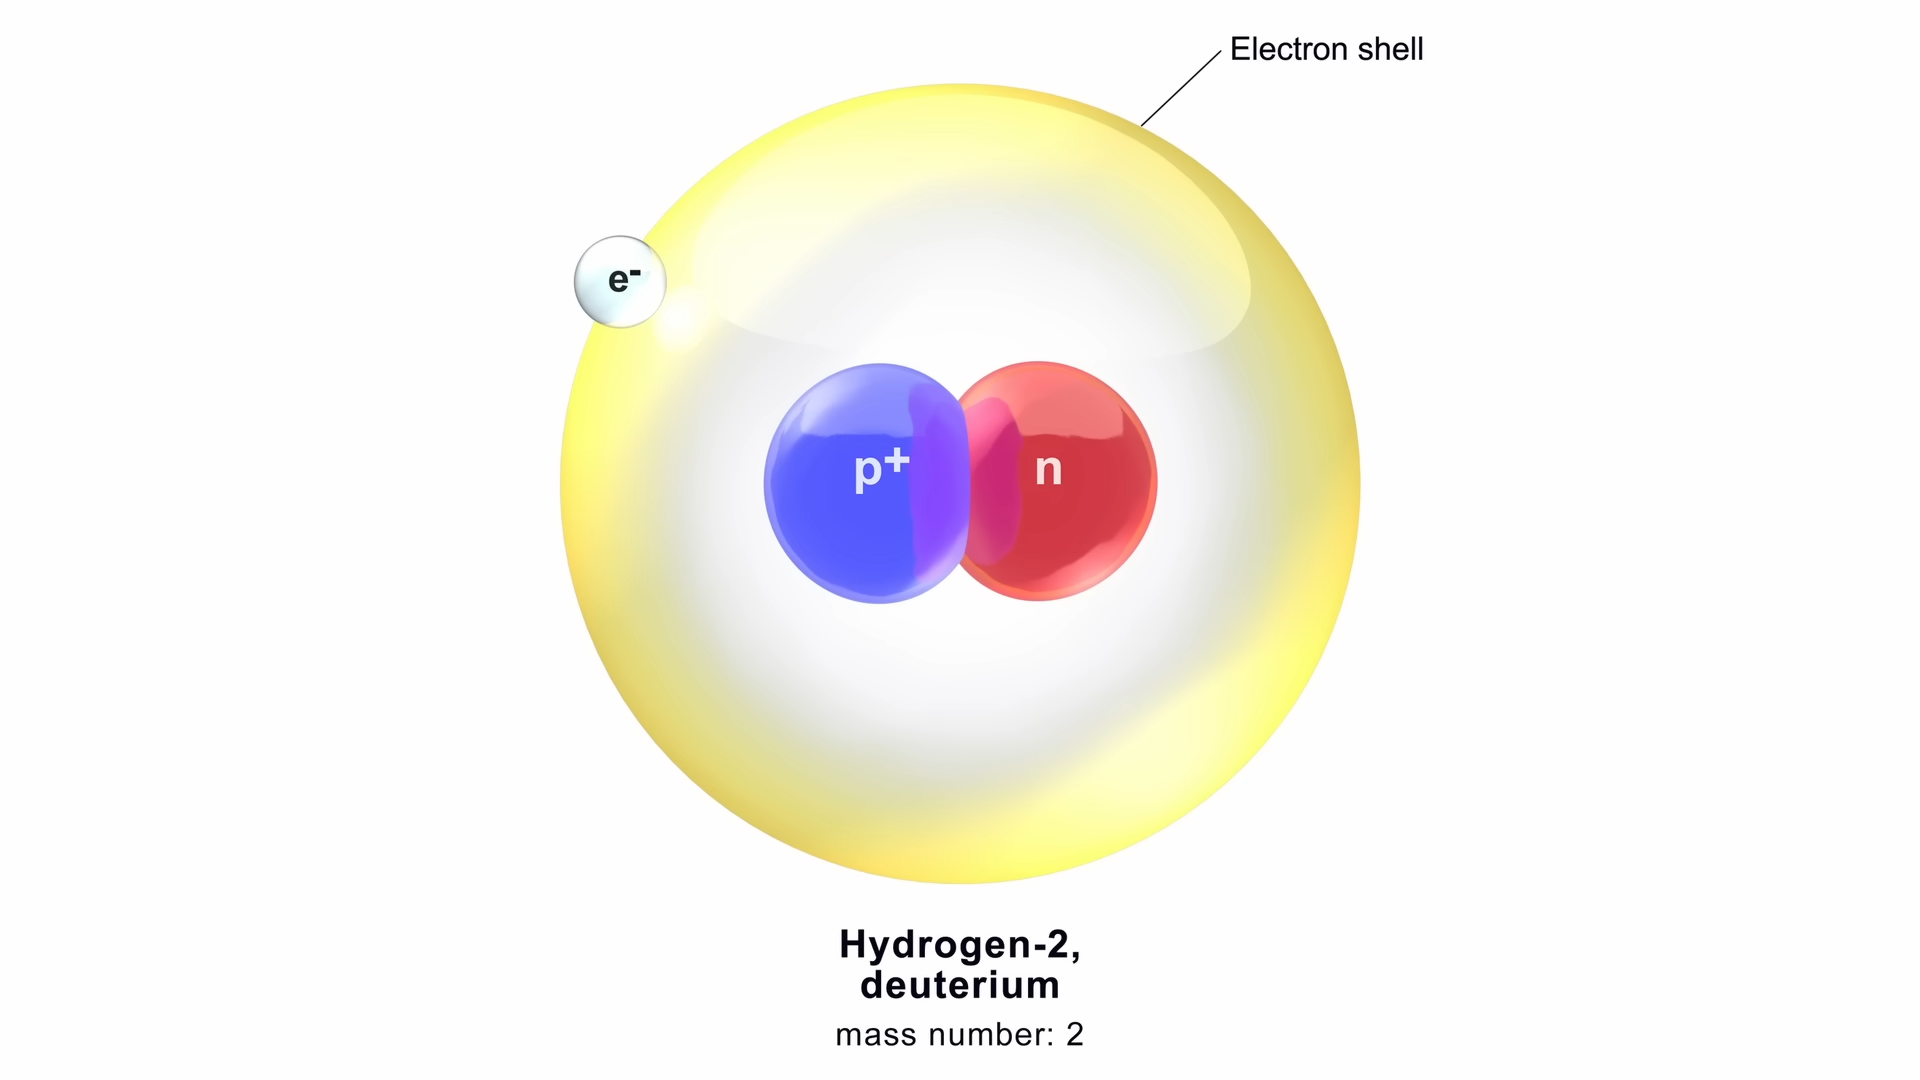 Electron shell
e-
p+ n
Hydrogen-2,
deuterium
mass number: 2